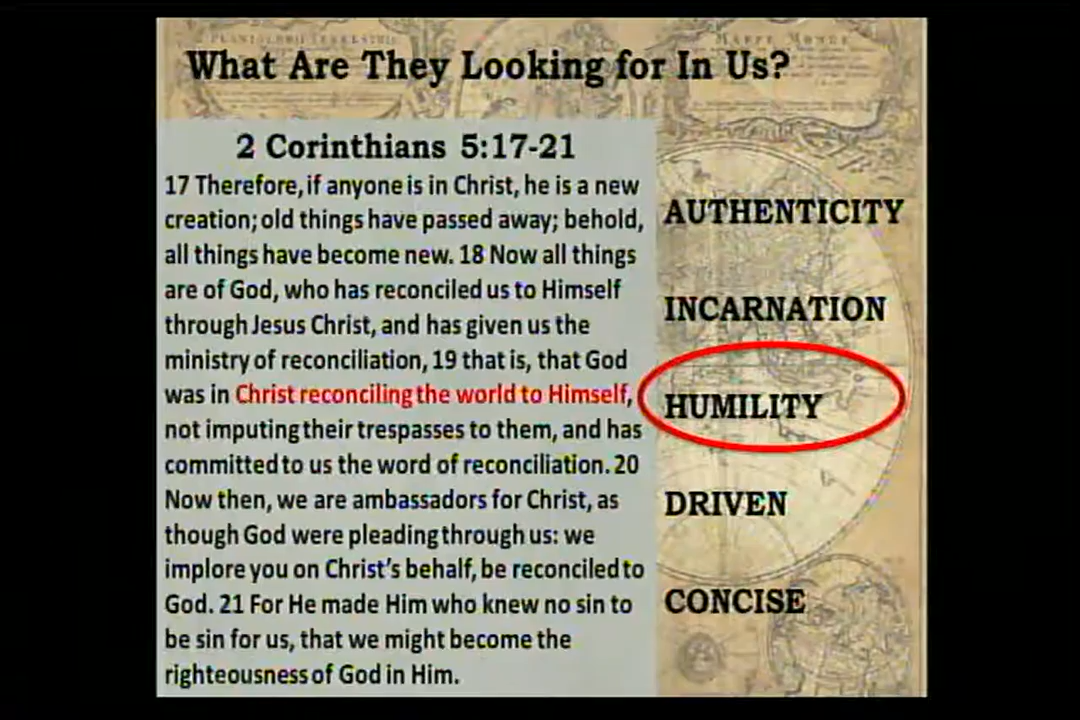 What Are They Looking for In Us?
2 Corinthians 5:17-21
17 Therefore, if anyone is in Christ, he is a new
creation; old things have passed away; behold,
all things have become new. 18 Now all things
are of God, who has reconciled us to Himself
through Jesus Christ, and has given us the
ministry of reconciliation, 19 that is, that God
was in Christ reconciling the world to Himself,
not imputing their trespasses to them, and has
committed to us the word of reconciliation. 20
Now then, we are ambassadors for Christ, as
though God were pleading through us: we
implore you on Christ's behalf, be reconciled to
God. 21 For He made Him who knew no sin to
be sin for us, that we might become the
righteousness of God in Him.
AUTHENTICITY
INCARNATION
HUMILITY
DRIVEN
CONCISE